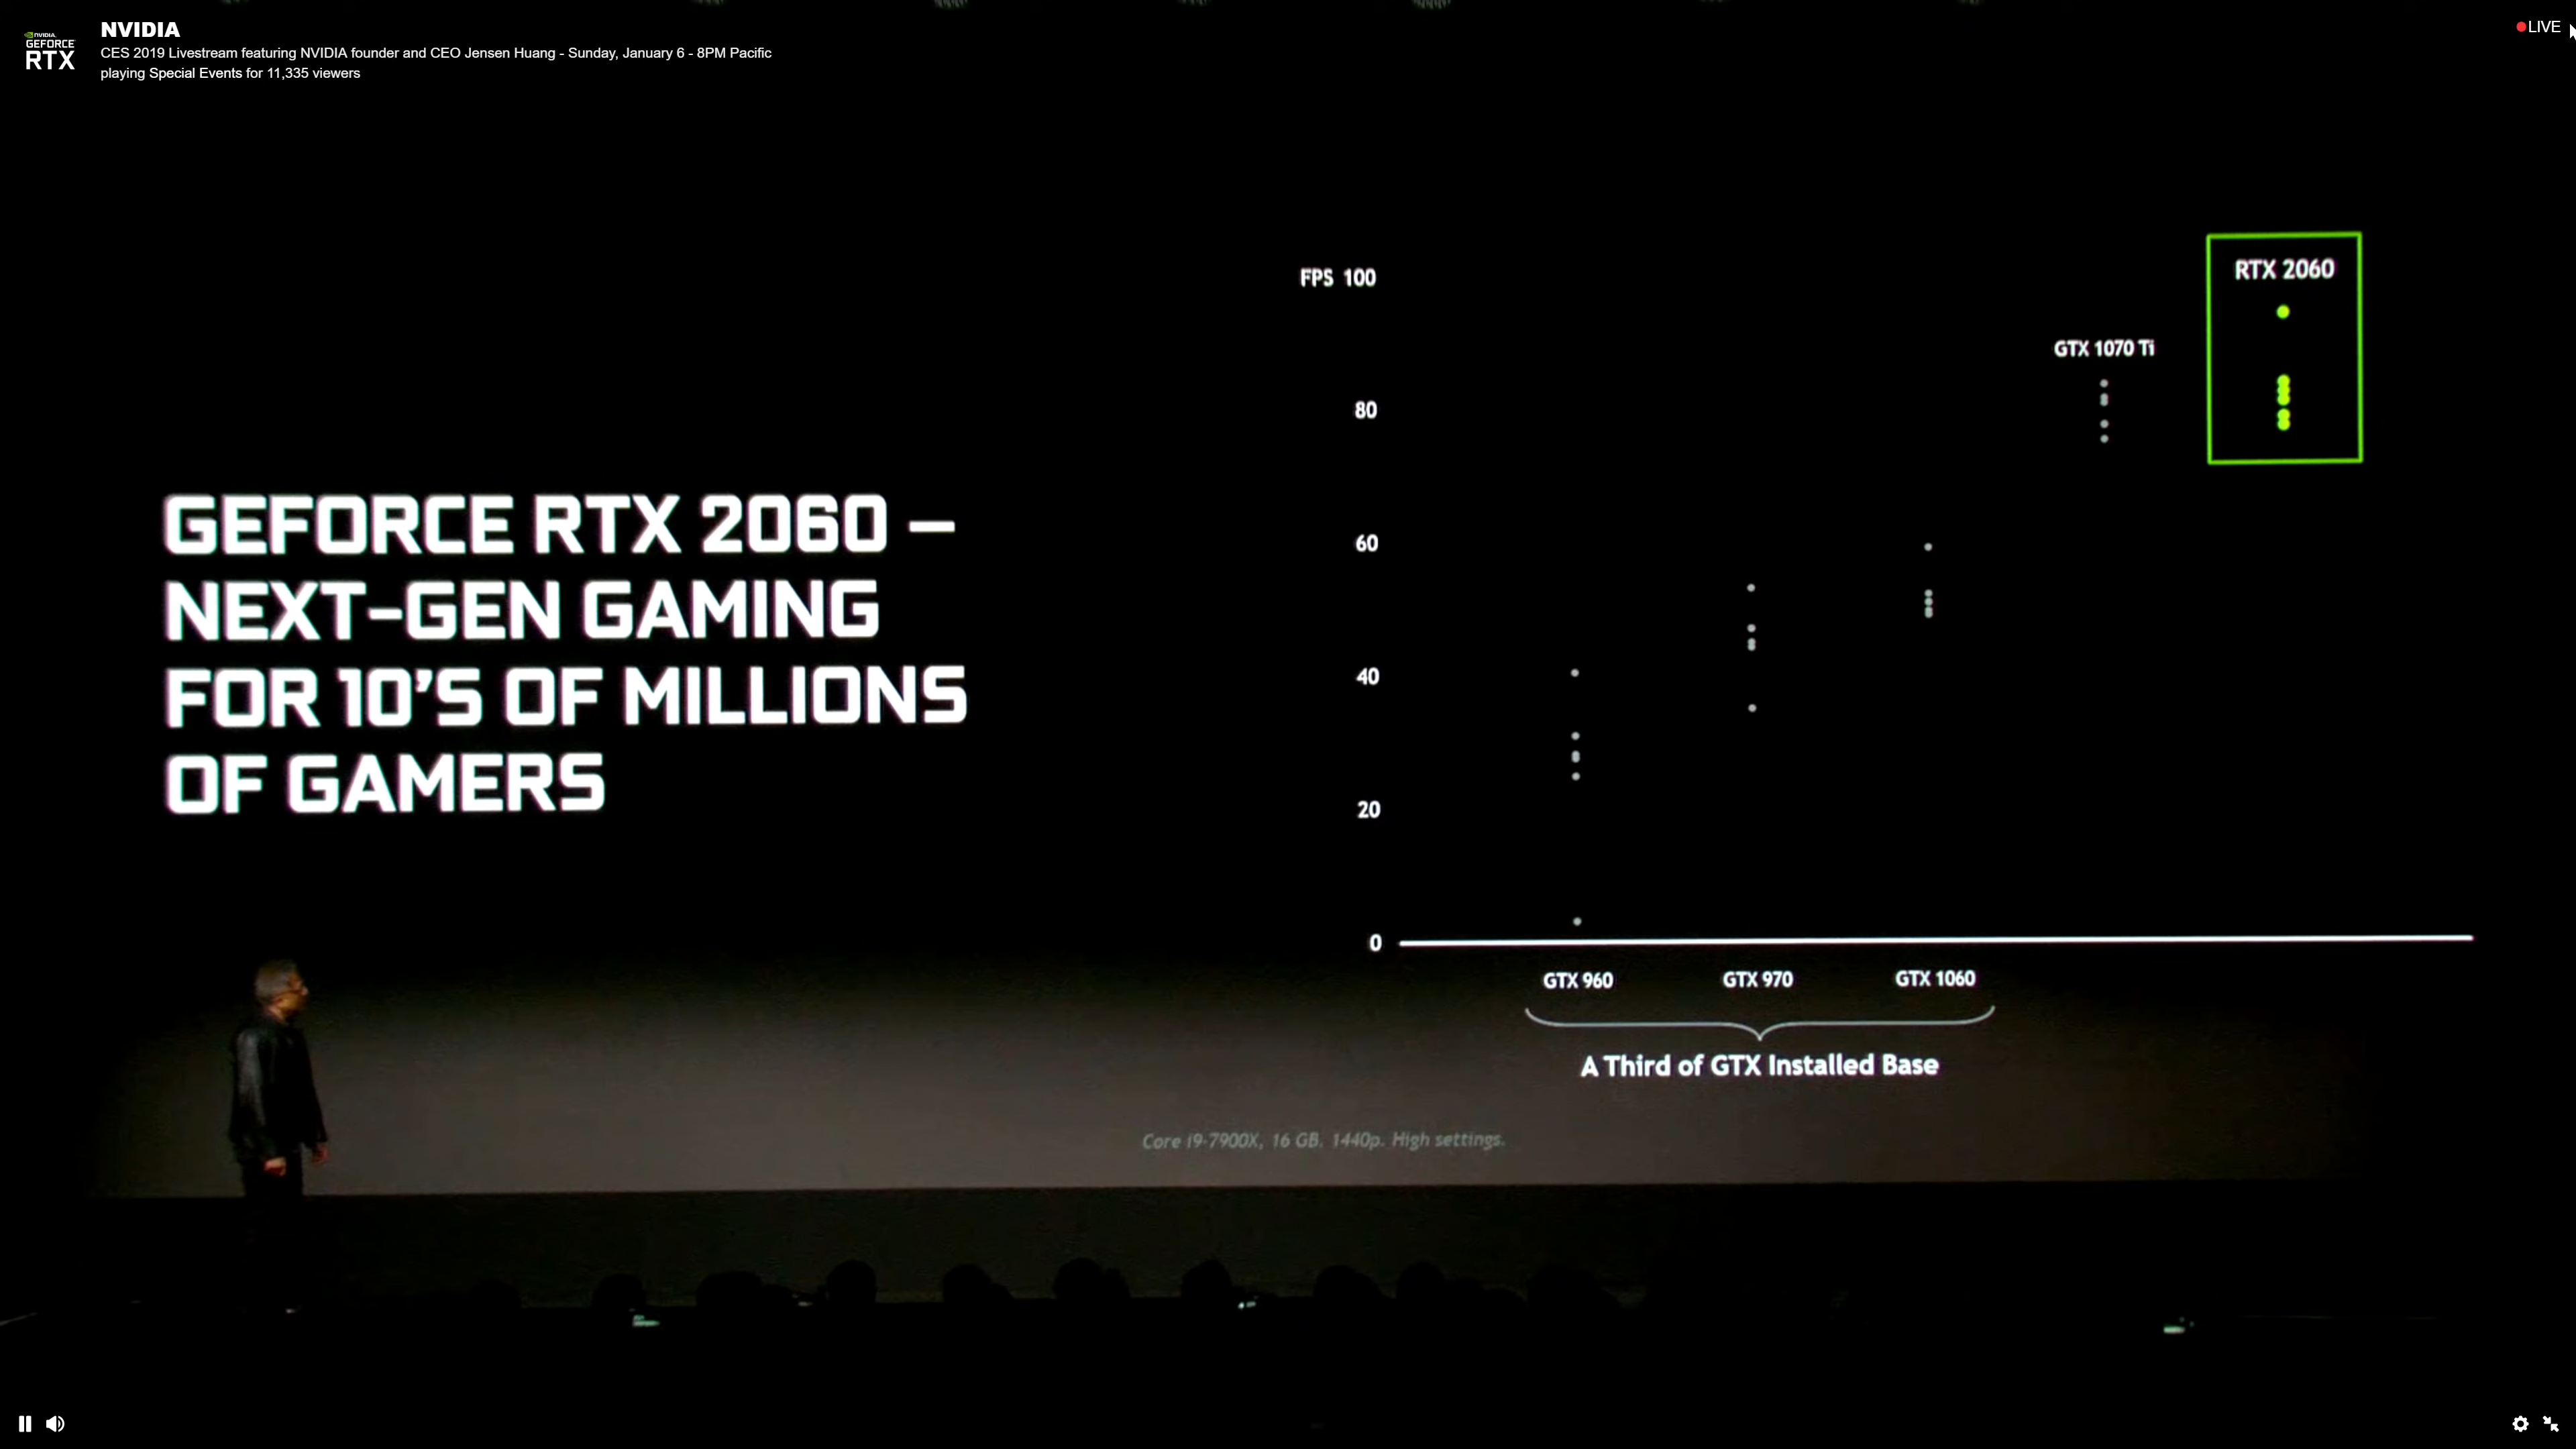 NVIDIA
GEFORCE
RTX
NVIDIA
CES 2019 Livestream featuring NVIDIA founder and CEO Jensen Huang - Sunday, January 6 - 8PM Pacific
playing Special Events for 11,335 viewers
LIVE
GEFORCE RTX 2060 –
NEXT-GEN GAMING
FOR 10'S OF MILLIONS
OF GAMERS
FPS 100
80
60
40
20
0
RTX 2060
GTX 1070 Ti
GTX 960
GTX 970
GTX 1060
A Third of GTX Installed Base
Core i9-7900X, 16 GB. 1440p. High settings.